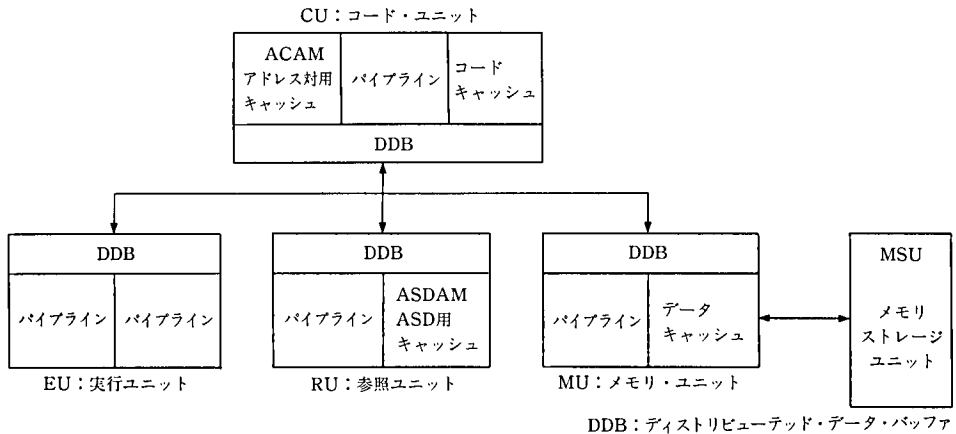 CU：コード・ユニット
ACAM
アドレス対用
キャッシュ
パイプライン
コード
キャッシュ
DDB
DDB
パイプライン
パイプライン
EU：実行ユニット
DDB
パイプライン
ASDAM
ASD用
キャッシュ
RU：参照ユニット
DDB
パイプライン
データ
キャッシュ
MU：メモリ・ユニット
MSU
メモリ
ストレージ
ユニット
DDB：ディストリビューテッド・データ・バッファ